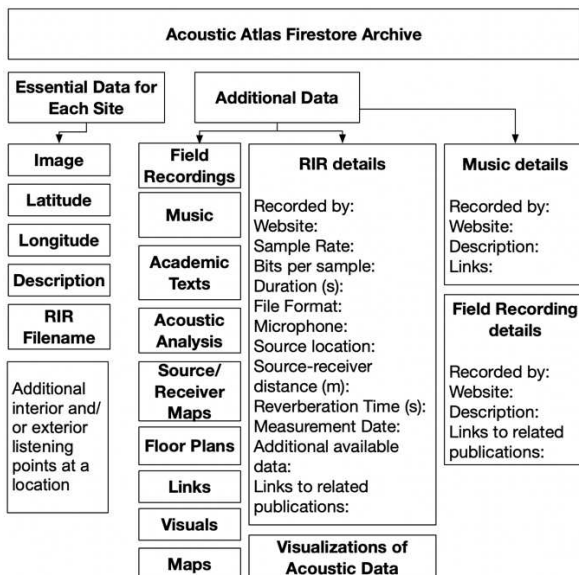 Acoustic Atlas Firestore Archive
Essential Data for
Each Site
Image
Latitude
Longitude
Description
RIR
Filename
Additional
interior and/
or exterior
listening
points at a
location
Additional Data
Field
Recordings
Music
Academic
Texts
Acoustic
Analysis
Source/
Receiver
Maps
Floor Plans
Links
Visuals
Maps
RIR details
Recorded by:
Website:
Sample Rate:
Bits per sample:
Duration (s):
File Format:
Microphone:
Source location:
Source-receiver
distance (m):
Reverberation Time (s):
Measurement Date:
Additional available
data:
Links to related
publications:
Visualizations of
Acoustic Data
Music details
Recorded by:
Website:
Description:
Links:
Field Recording
details
Recorded by:
Website:
Description:
Links to related
publications: